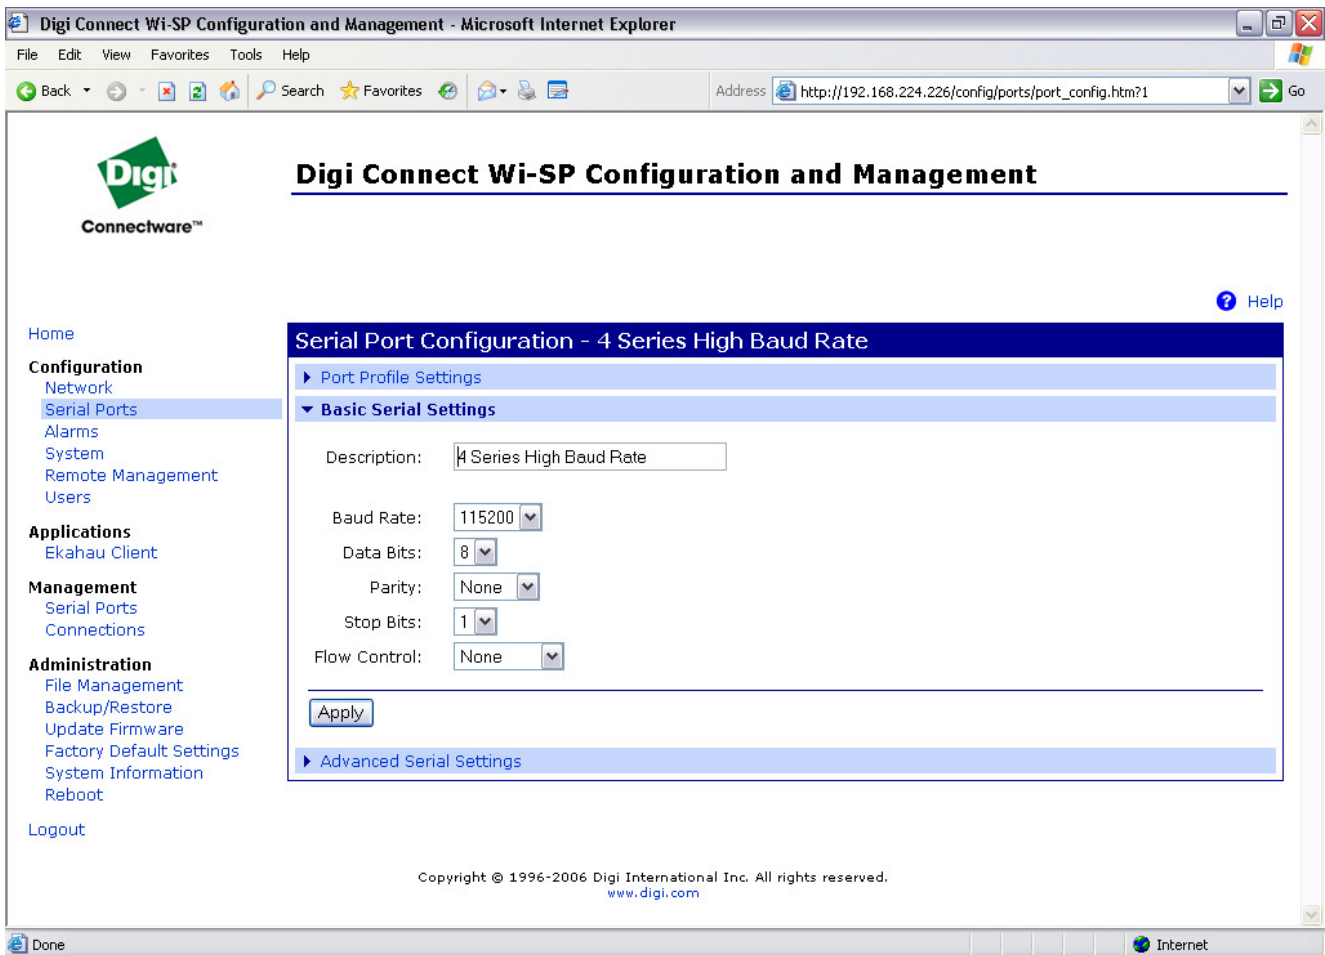 Digi Connect Wi-SP Configuration and Management - Microsoft Internet Explorer
File Edit View Favorites Tools Help
Back Search Favorites Address http://192.168.224.226/config/ports/port_config.htm?1 Go
Digi
Connectware™
Digi Connect Wi-SP Configuration and Management
? Help
Home
Configuration
Network
Serial Ports
Alarms
System
Remote Management
Users
Applications
Ekahau Client
Management
Serial Ports
Connections
Administration
File Management
Backup/Restore
Update Firmware
Factory Default Settings
System Information
Reboot
Logout
Serial Port Configuration - 4 Series High Baud Rate
Port Profile Settings
Basic Serial Settings
Description: 4 Series High Baud Rate
Baud Rate: 115200
Data Bits: 8
Parity: None
Stop Bits: 1
Flow Control: None
Apply
Advanced Serial Settings
Copyright © 1996-2006 Digi International Inc. All rights reserved.
www.digi.com
Done Internet